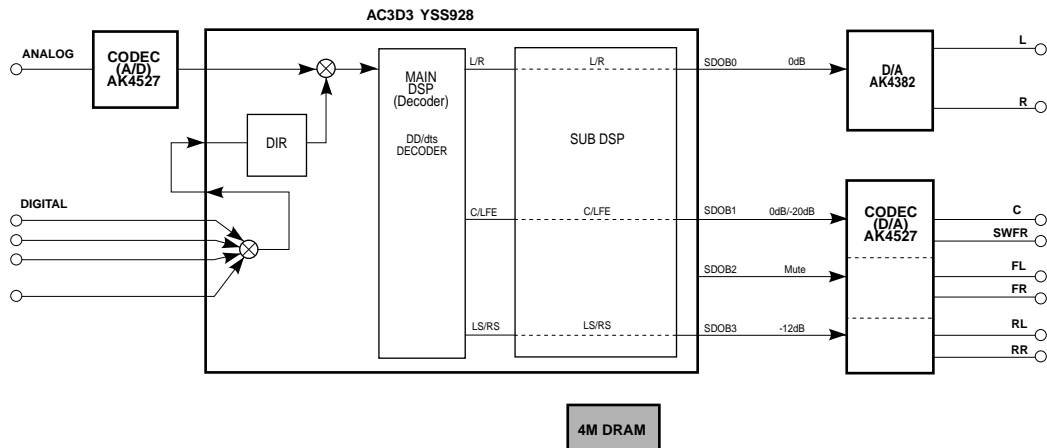 AC3D3 YSS928
ANALOG
CODEC
(A/D)
AK4527
MAIN
DSP
(Decoder)
DD/dts
DECODER
DIR
L/R
L/R
SUB DSP
SDOB0
0dB
D/A
AK4382
L
R
DIGITAL
C/LFE
C/LFE
SDOB1
0dB/-20dB
CODEC
(D/A)
AK4527
C
SWFR
SDOB2
Mute
FL
FR
LS/RS
LS/RS
SDOB3
-12dB
RL
RR
4M DRAM